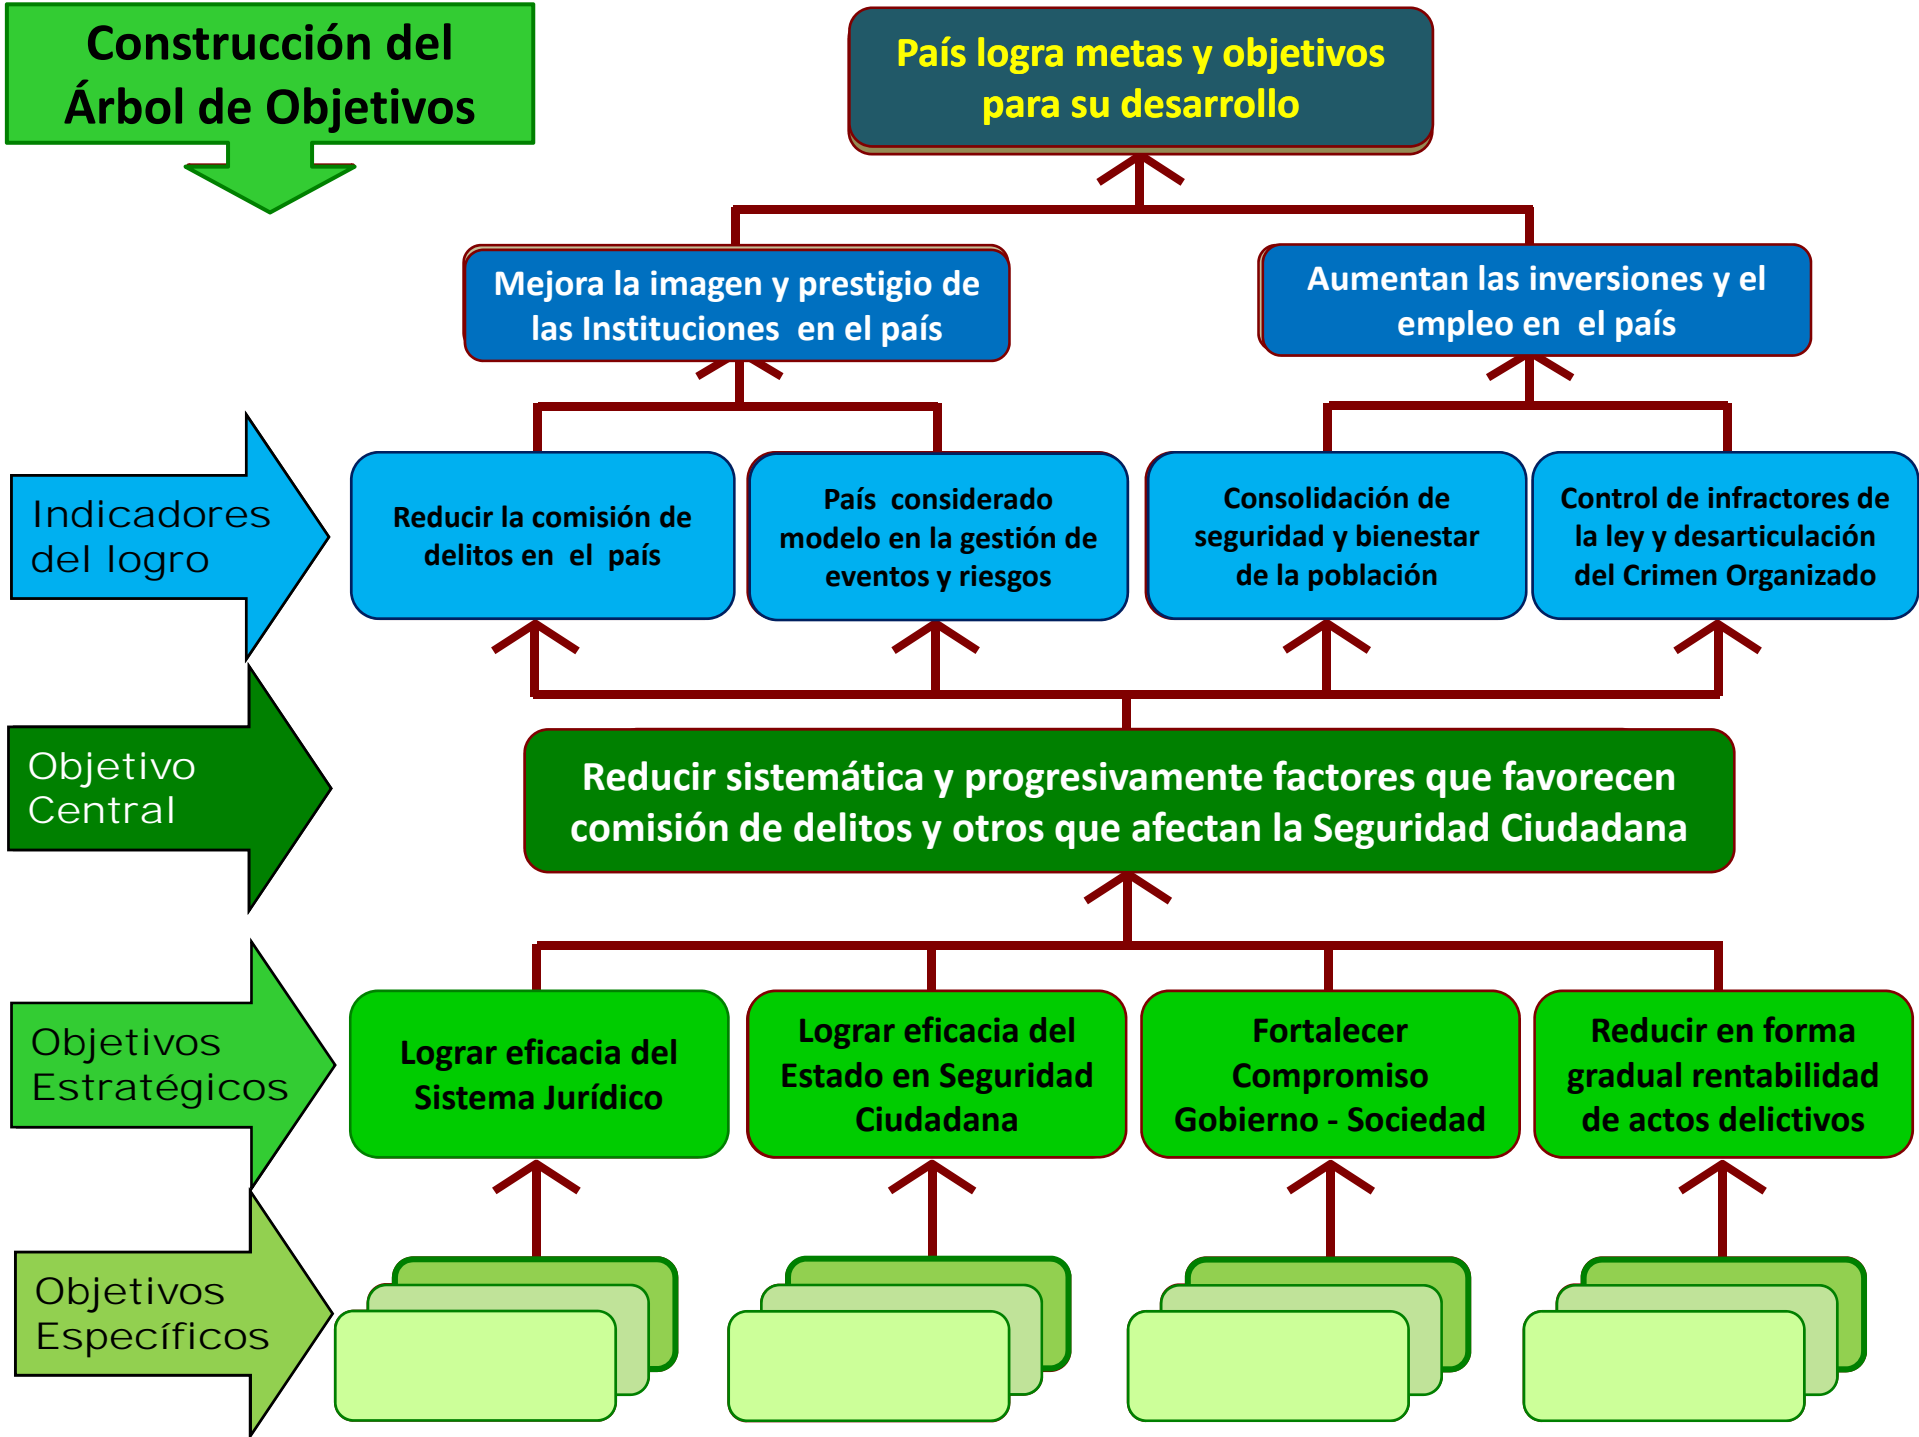 Construcción del
Árbol de Objetivos
País logra metas y objetivos
para su desarrollo
Mejora la imagen y prestigio de
las Instituciones en el país
Aumentan las inversiones y el
empleo en el país
Indicadores
del logro
Reducir la comisión de
delitos en el país
País considerado
modelo en la gestión de
eventos y riesgos
Consolidación de
seguridad y bienestar
de la población
Control de infractores de
la ley y desarticulación
del Crimen Organizado
Objetivo
Central
Reducir sistemática y progresivamente factores que favorecen
comisión de delitos y otros que afectan la Seguridad Ciudadana
Objetivos
Estratégicos
Lograr eficacia del
Sistema Jurídico
Lograr eficacia del
Estado en Seguridad
Ciudadana
Fortalecer
Compromiso
Gobierno - Sociedad
Reducir en forma
gradual rentabilidad
de actos delictivos
Objetivos
Específicos